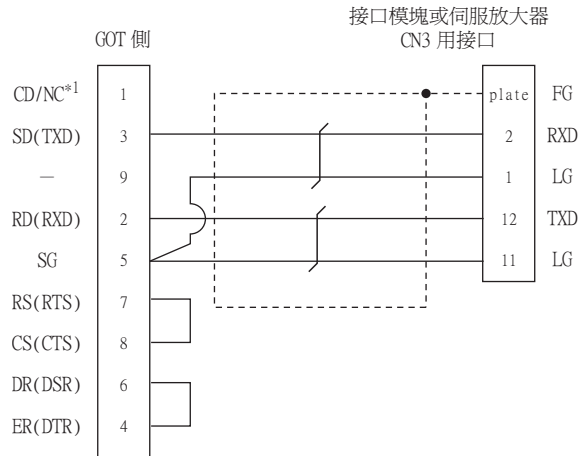 接口模塊或伺服放大器
CN3 用接口
GOT 側
CD/NC*1 1 plate FG
SD(TXD) 3 2 RXD
— 9 1 LG
RD(RXD) 2 12 TXD
SG 5 11 LG
RS(RTS) 7
CS(CTS) 8
DR(DSR) 6
ER(DTR) 4